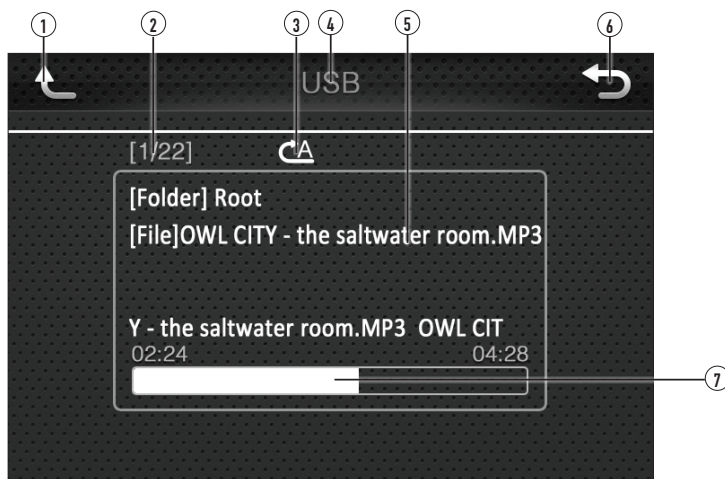 1 2 3 4 5 6
USB
[1/22] A
[Folder] Root
[File]OWL CITY - the saltwater room.MP3
Y - the saltwater room.MP3 OWL CIT
02:24 04:28
7